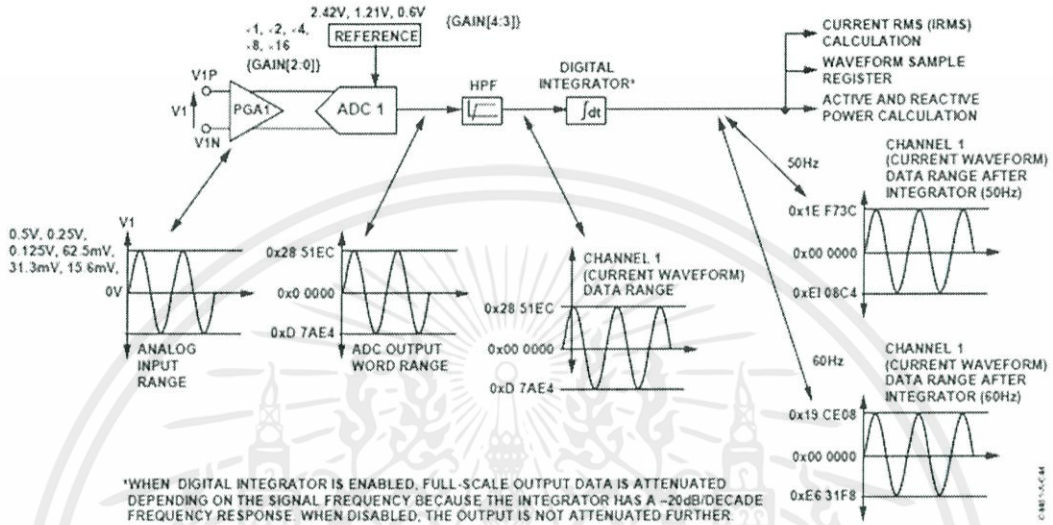 2.42V, 1.21V, 0.6V
{GAIN[4:3]}
×1, ×2, ×4,
×8, ×16
{GAIN[2:0]}
REFERENCE
V1P
V1
V1N
PGA1
ADC 1
HPF
DIGITAL
INTEGRATOR*
∫dt
CURRENT RMS (IRMS)
CALCULATION
WAVEFORM SAMPLE
REGISTER
ACTIVE AND REACTIVE
POWER CALCULATION
50Hz
CHANNEL 1
(CURRENT WAVEFORM)
DATA RANGE AFTER
INTEGRATOR (50Hz)
0x1E F73C
0x00 0000
0xEI 08C4
V1
0.5V, 0.25V,
0.125V, 62.5mV,
31.3mV, 15.6mV,
0V
ANALOG
INPUT
RANGE
0x28 51EC
0x0 0000
0xD 7AE4
ADC OUTPUT
WORD RANGE
CHANNEL 1
(CURRENT WAVEFORM)
DATA RANGE
0x28 51EC
0x00 0000
0xD 7AE4
60Hz
CHANNEL 1
(CURRENT WAVEFORM)
DATA RANGE AFTER
INTEGRATOR (60Hz)
0x19 CE08
0x00 0000
0xE6 31F8
*WHEN DIGITAL INTEGRATOR IS ENABLED, FULL-SCALE OUTPUT DATA IS ATTENUATED
DEPENDING ON THE SIGNAL FREQUENCY BECAUSE THE INTEGRATOR HAS A –20dB/DECADE
FREQUENCY RESPONSE. WHEN DISABLED, THE OUTPUT IS NOT ATTENUATED FURTHER.